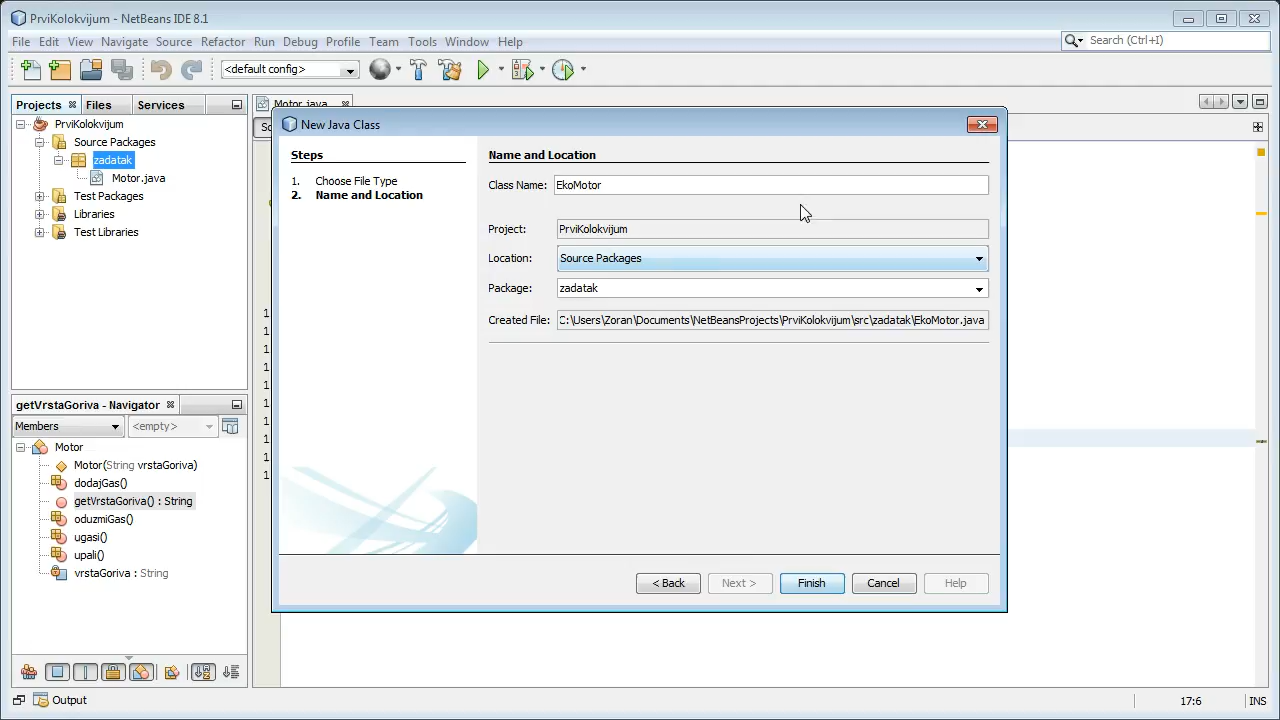 PrviKolokvijum - NetBeans IDE 8.1
File Edit View Navigate Source Refactor Run Debug Profile Team Tools Window Help
Search (Ctrl+I)
<default config>
Projects Files Services
Motor.java
PrviKolokvijum
Source Packages
zadatak
Motor.java
Test Packages
Libraries
Test Libraries
New Java Class
Steps
1. Choose File Type
2. Name and Location
Name and Location
Class Name: EkoMotor
Project: PrviKolokvijum
Location: Source Packages
Package: zadatak
Created File: C:\Users\Zoran\Documents\NetBeansProjects\PrviKolokvijum\src\zadatak\EkoMotor.java
< Back Next > Finish Cancel Help
getVrstaGoriva - Navigator
Members <empty>
Motor
Motor(String vrstaGoriva)
dodajGas()
getVrstaGoriva() : String
oduzmiGas()
ugasi()
upali()
vrstaGoriva : String
Output
17:6 INS